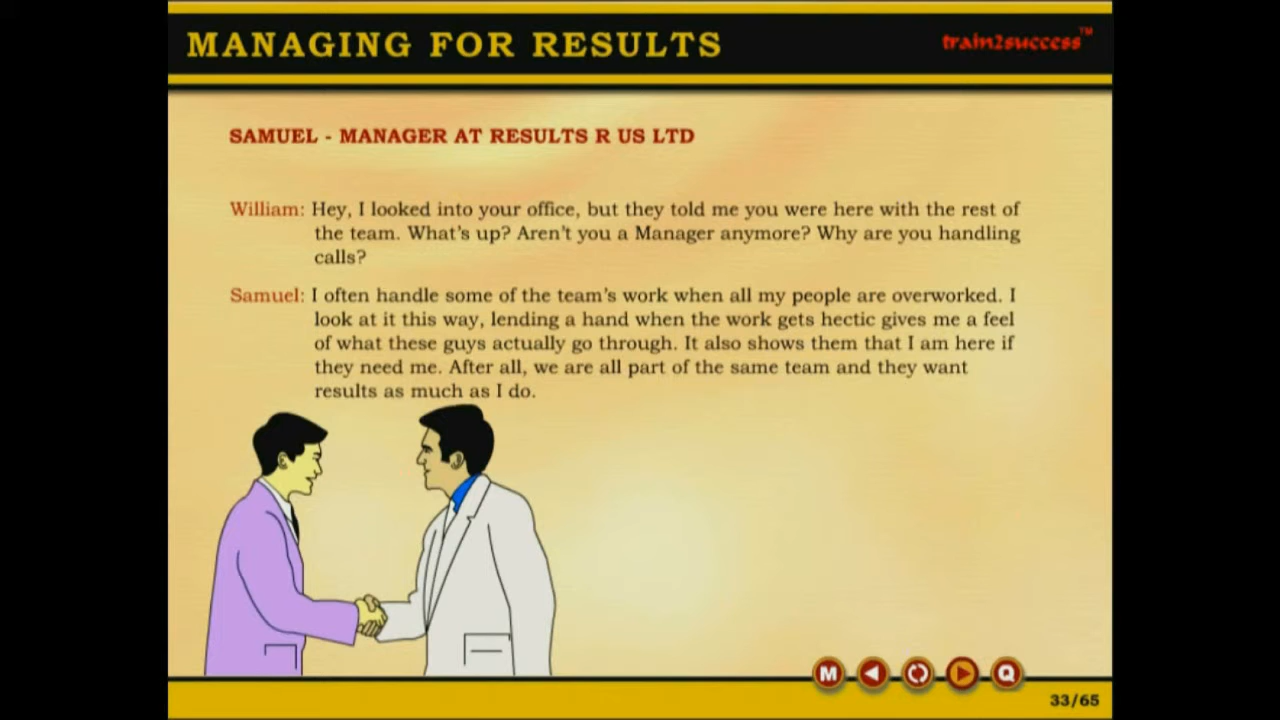 MANAGING FOR RESULTS
train2success™
SAMUEL - MANAGER AT RESULTS R US LTD
William: Hey, I looked into your office, but they told me you were here with the rest of
the team. What's up? Aren't you a Manager anymore? Why are you handling
calls?
Samuel: I often handle some of the team's work when all my people are overworked. I
look at it this way, lending a hand when the work gets hectic gives me a feel
of what these guys actually go through. It also shows them that I am here if
they need me. After all, we are all part of the same team and they want
results as much as I do.
M
Q
33/65